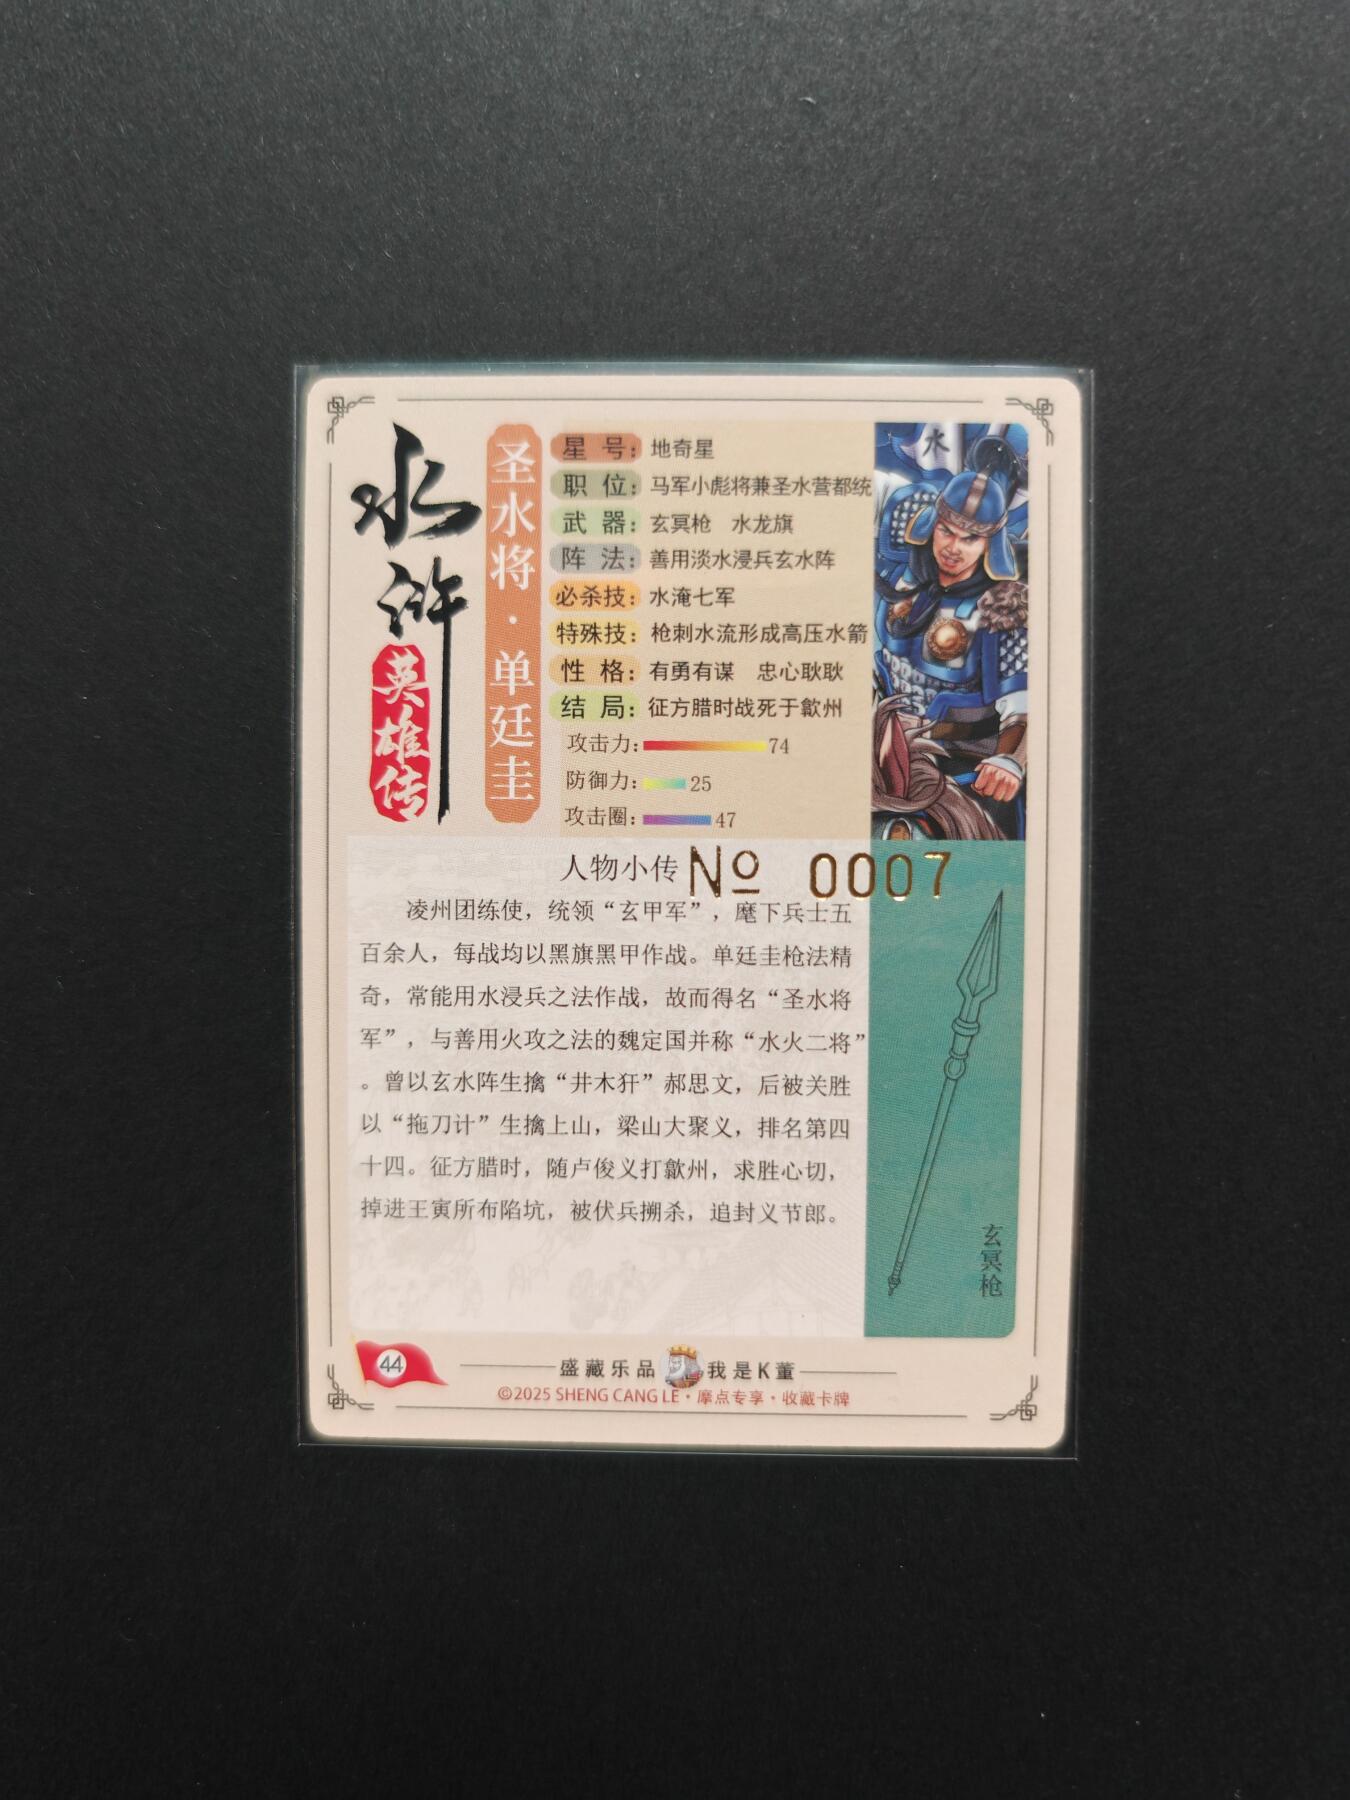 水浒
英雄传
圣水将·单廷圭
星号：地奇星
职位：马军小彪将兼圣水营都统
武器：玄冥枪 水龙旗
阵法：善用淡水浸兵玄水阵
必杀技：水淹七军
特殊技：枪刺水流形成高压水箭
性格：有勇有谋 忠心耿耿
结局：征方腊时战死于歙州
攻击力：74
防御力：25
攻击圈：47
水
人物小传
№ 0007
凌州团练使，统领“玄甲军”，麾下兵士五
百余人，每战均以黑旗黑甲作战。单廷圭枪法精
奇，常能用水浸兵之法作战，故而得名“圣水将
军”，与善用火攻之法的魏定国并称“水火二将”
。曾以玄水阵生擒“井木犴”郝思文，后被关胜
以“拖刀计”生擒上山，梁山大聚义，排名第四
十四。征方腊时，随卢俊义打歙州，求胜心切，
掉进王寅所布陷坑，被伏兵搠杀，追封义节郎。
玄冥枪
44
盛藏乐品 我是K董
©2025 SHENG CANG LE·摩点专享·收藏卡牌